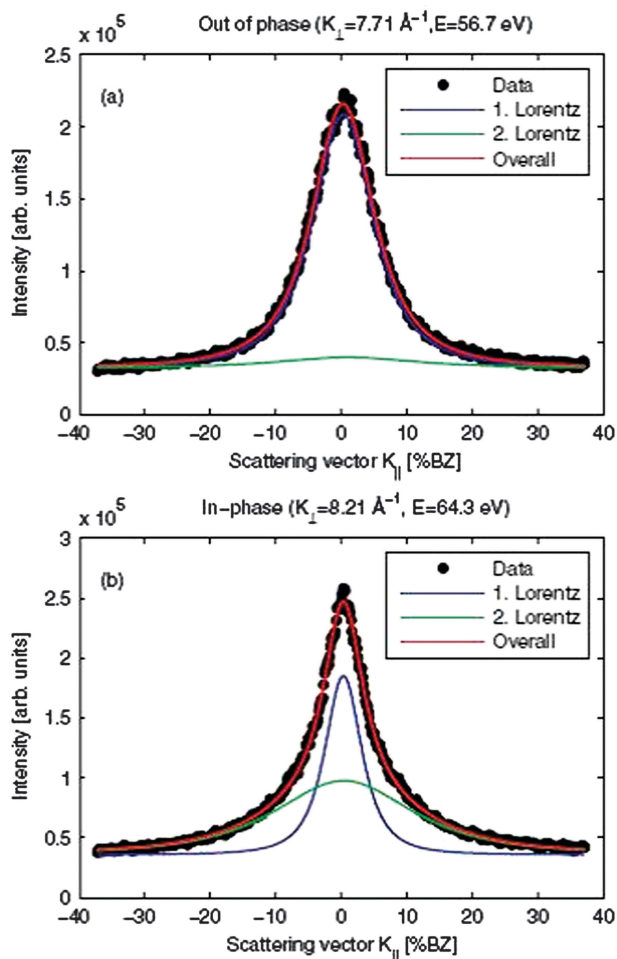 Out of phase (K⊥=7.71 Å⁻¹,E=56.7 eV)
x 10⁵
2.5
2
1.5
1
0.5
0
Intensity [arb. units]
(a)
Data
1. Lorentz
2. Lorentz
Overall
−40 −30 −20 −10 0 10 20 30 40
Scattering vector K|| [%BZ]
In−phase (K⊥=8.21 Å⁻¹, E=64.3 eV)
x 10⁵
3
2.5
2
1.5
1
0.5
0
Intensity [arb. units]
(b)
Data
1. Lorentz
2. Lorentz
Overall
−40 −30 −20 −10 0 10 20 30 40
Scattering vector K|| [%BZ]